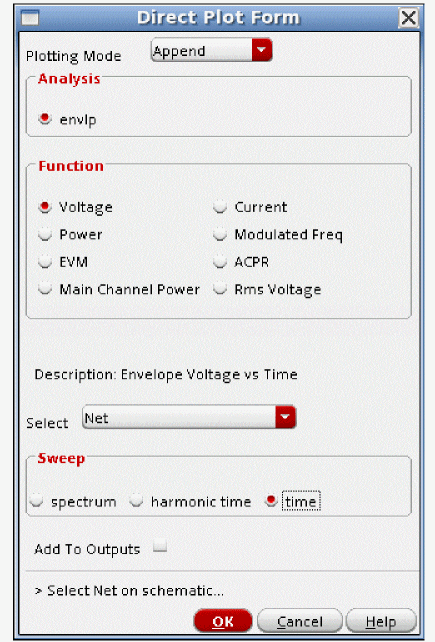 Direct Plot Form
Plotting Mode Append
Analysis
envlp
Function
Voltage Current
Power Modulated Freq
EVM ACPR
Main Channel Power Rms Voltage
Description: Envelope Voltage vs Time
Select Net
Sweep
spectrum harmonic time time
Add To Outputs
> Select Net on schematic...
OK Cancel Help